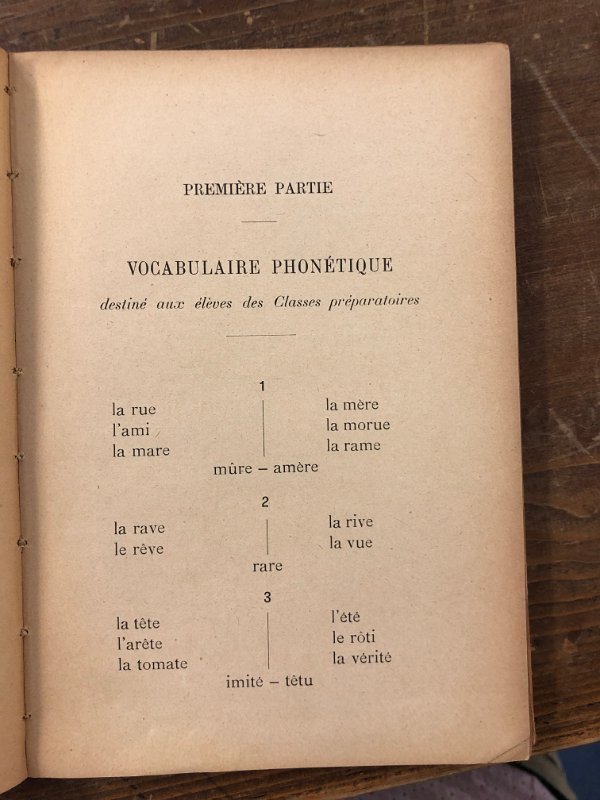 PREMIÈRE PARTIE
VOCABULAIRE PHONÉTIQUE
destiné aux élèves des Classes préparatoires
1
la rue
l'ami
la mare
la mère
la morue
la rame
mûre – amère
2
la rave
le rêve
la rive
la vue
rare
3
la tête
l'arête
la tomate
l'été
le rôti
la vérité
imité – têtu